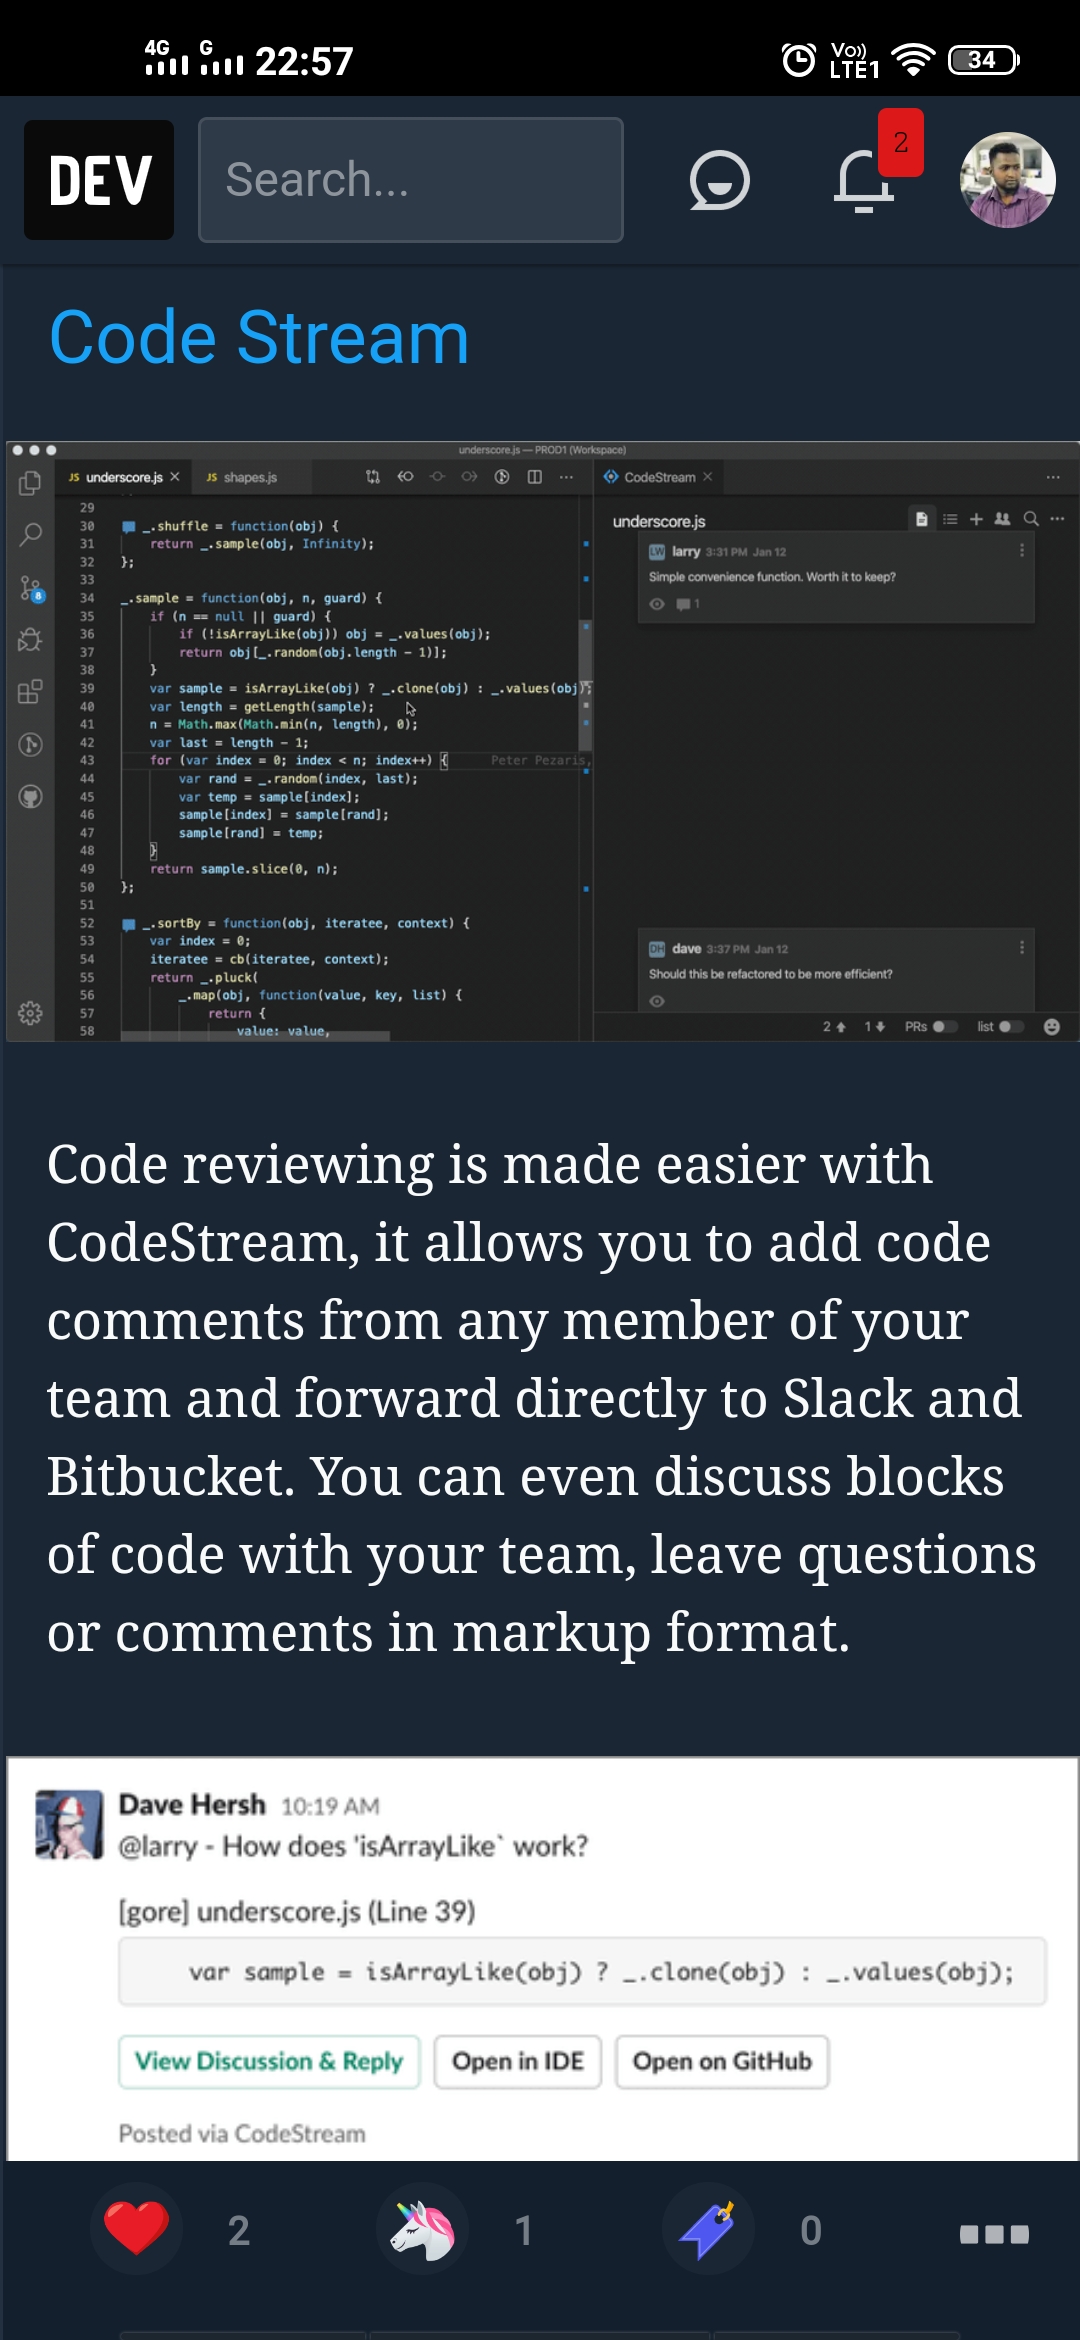 4G G 22:57 Vo)) LTE1 34
DEV Search... 2
Code Stream
underscore.js — PROD1 (Workspace)
JS underscore.js × JS shapes.js CodeStream ×
underscore.js
29
30 _.shuffle = function(obj) {
31 return _.sample(obj, Infinity);
32 };
33
34 _.sample = function(obj, n, guard) {
35 if (n == null || guard) {
36 if (!isArrayLike(obj)) obj = _.values(obj);
37 return obj[_.random(obj.length - 1)];
38 }
39 var sample = isArrayLike(obj) ? _.clone(obj) : _.values(obj);
40 var length = getLength(sample);
41 n = Math.max(Math.min(n, length), 0);
42 var last = length - 1;
43 for (var index = 0; index < n; index++) { Peter Pezaris,
44 var rand = _.random(index, last);
45 var temp = sample[index];
46 sample[index] = sample[rand];
47 sample[rand] = temp;
48 }
49 return sample.slice(0, n);
50 };
51
52 _.sortBy = function(obj, iteratee, context) {
53 var index = 0;
54 iteratee = cb(iteratee, context);
55 return _.pluck(
56 _.map(obj, function(value, key, list) {
57 return {
58 value: value,
8
LW larry 3:31 PM Jan 12
Simple convenience function. Worth it to keep?
1
DH dave 3:37 PM Jan 12
Should this be refactored to be more efficient?
2 1 PRs list
Code reviewing is made easier with
CodeStream, it allows you to add code
comments from any member of your
team and forward directly to Slack and
Bitbucket. You can even discuss blocks
of code with your team, leave questions
or comments in markup format.
Dave Hersh 10:19 AM
@larry - How does 'isArrayLike` work?
[gore] underscore.js (Line 39)
var sample = isArrayLike(obj) ? _.clone(obj) : _.values(obj);
View Discussion & Reply Open in IDE Open on GitHub
Posted via CodeStream
2 1 0